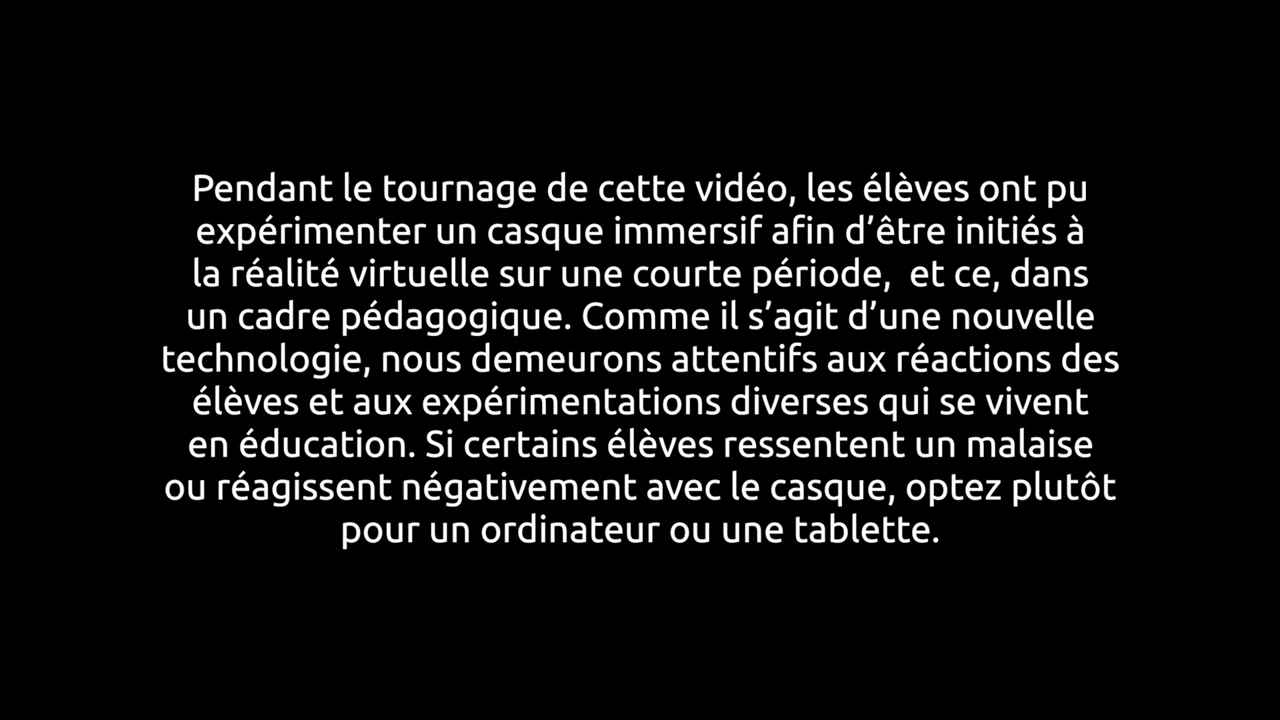 Pendant le tournage de cette vidéo, les élèves ont pu
expérimenter un casque immersif afin d’être initiés à
la réalité virtuelle sur une courte période,  et ce, dans
un cadre pédagogique. Comme il s’agit d’une nouvelle
technologie, nous demeurons attentifs aux réactions des
élèves et aux expérimentations diverses qui se vivent
en éducation. Si certains élèves ressentent un malaise
ou réagissent négativement avec le casque, optez plutôt
pour un ordinateur ou une tablette.